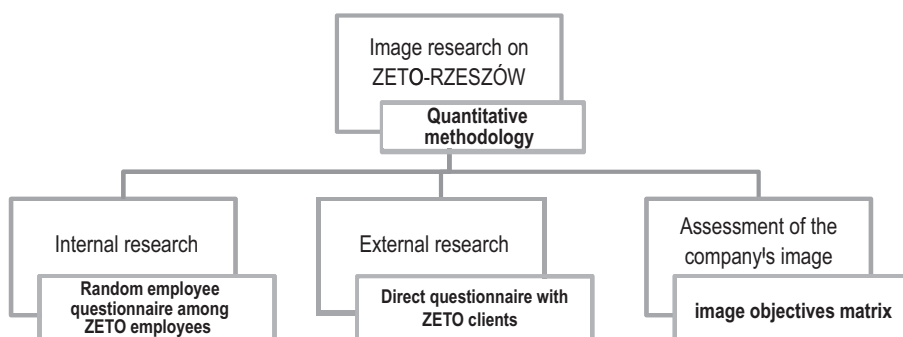 Image research on
ZETO-RZESZÓW
Quantitative
methodology
Internal research
Random employee
questionnaire among
ZETO employees
External research
Direct questionnaire with
ZETO clients
Assessment of the
company's image
image objectives matrix